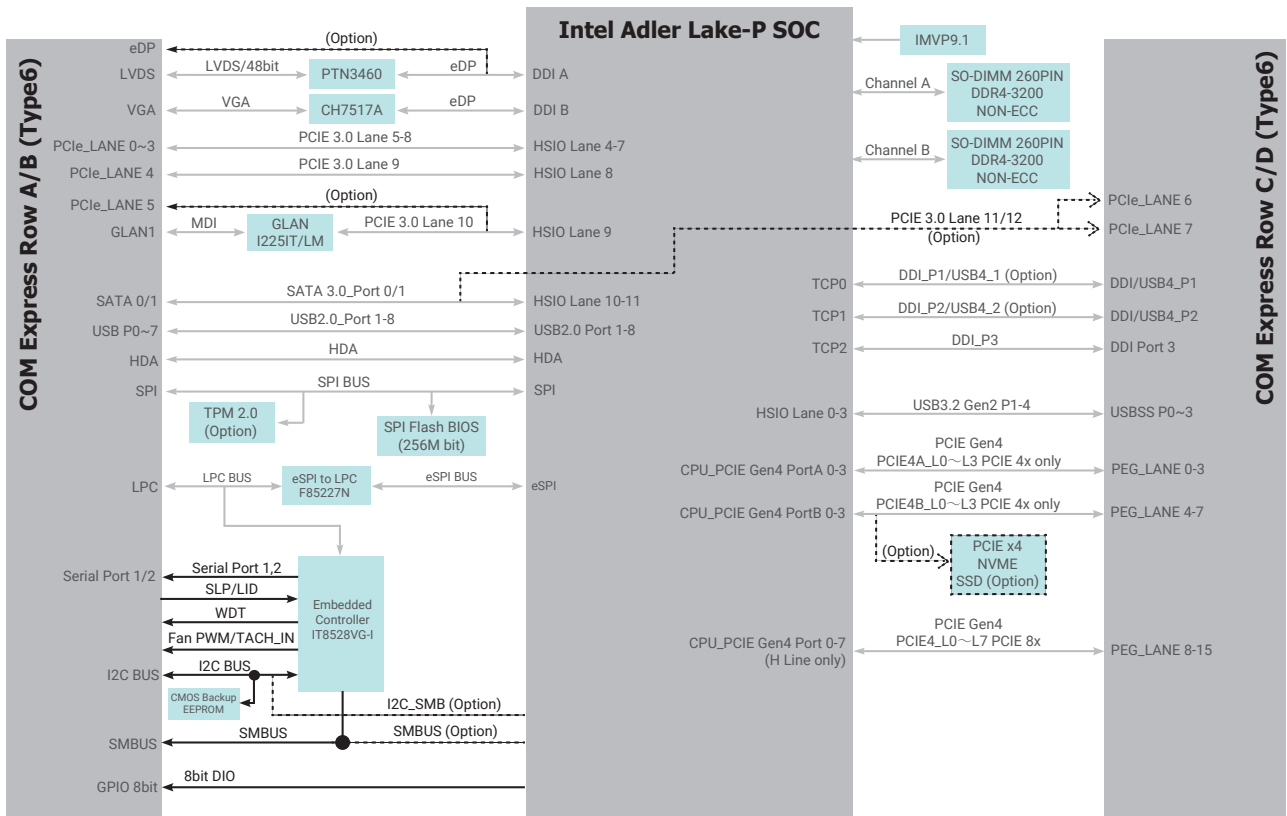 COM Express Row A/B (Type6)
eDP
LVDS
VGA
PCIe_LANE 0~3
PCIe_LANE 4
PCIe_LANE 5
GLAN1
SATA 0/1
USB P0~7
HDA
SPI
LPC
Serial Port 1/2
I2C BUS
SMBUS
GPIO 8bit
(Option)
LVDS/48bit
PTN3460
eDP
VGA
CH7517A
eDP
PCIE 3.0 Lane 5-8
PCIE 3.0 Lane 9
(Option)
MDI
GLAN
I225IT/LM
PCIE 3.0 Lane 10
SATA 3.0_Port 0/1
USB2.0_Port 1-8
HDA
SPI BUS
TPM 2.0
(Option)
SPI Flash BIOS
(256M bit)
LPC BUS
eSPI to LPC
F85227N
eSPI BUS
Serial Port 1,2
SLP/LID
WDT
Fan PWM/TACH_IN
I2C BUS
Embedded
Controller
IT8528VG-I
CMOS Backup
EEPROM
I2C_SMB (Option)
SMBUS
SMBUS (Option)
8bit DIO
Intel Adler Lake-P SOC
DDI A
DDI B
HSIO Lane 4-7
HSIO Lane 8
HSIO Lane 9
HSIO Lane 10-11
USB2.0 Port 1-8
HDA
SPI
eSPI
TCP0
TCP1
TCP2
HSIO Lane 0-3
CPU_PCIE Gen4 PortA 0-3
CPU_PCIE Gen4 PortB 0-3
CPU_PCIE Gen4 Port 0-7
(H Line only)
IMVP9.1
Channel A
SO-DIMM 260PIN
DDR4-3200
NON-ECC
Channel B
SO-DIMM 260PIN
DDR4-3200
NON-ECC
PCIE 3.0 Lane 11/12
(Option)
DDI_P1/USB4_1 (Option)
DDI_P2/USB4_2 (Option)
DDI_P3
USB3.2 Gen2 P1-4
PCIE Gen4
PCIE4A_L0～L3 PCIE 4x only
PCIE Gen4
PCIE4B_L0～L3 PCIE 4x only
(Option)
PCIE x4
NVME
SSD (Option)
PCIE Gen4
PCIE4_L0～L7 PCIE 8x
PCIe_LANE 6
PCIe_LANE 7
DDI/USB4_P1
DDI/USB4_P2
DDI Port 3
USBSS P0~3
PEG_LANE 0-3
PEG_LANE 4-7
PEG_LANE 8-15
COM Express Row C/D (Type6)